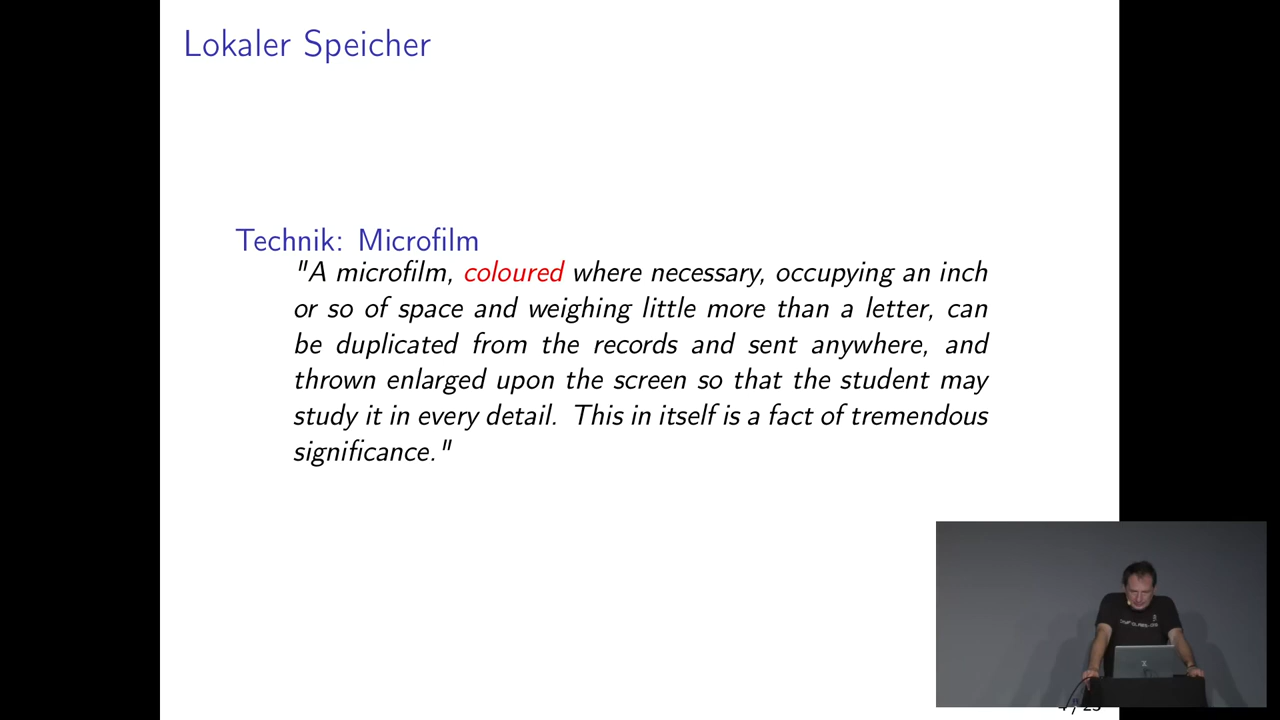 Lokaler Speicher
Technik: Microfilm
"A microfilm, coloured where necessary, occupying an inch
or so of space and weighing little more than a letter, can
be duplicated from the records and sent anywhere, and
thrown enlarged upon the screen so that the student may
study it in every detail. This in itself is a fact of tremendous
significance."